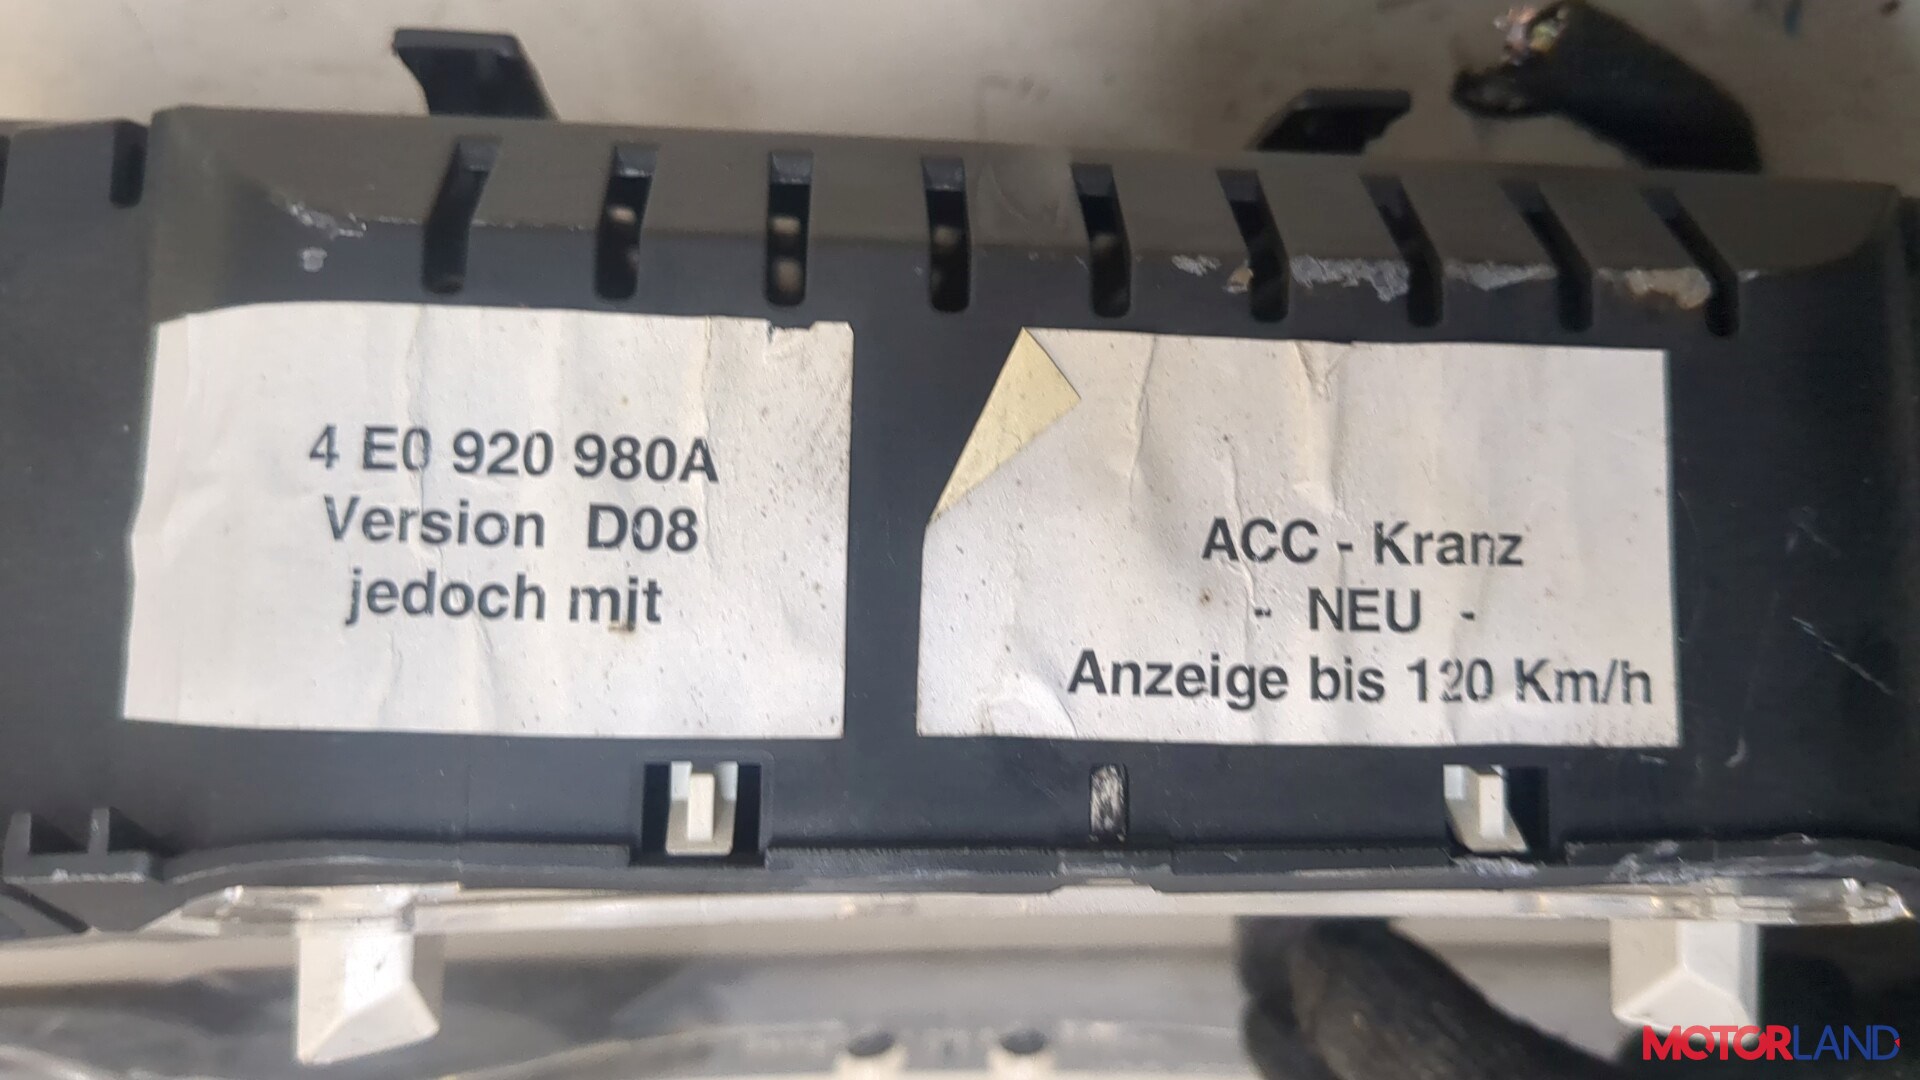 4 E0 920 980A
Version D08
jedoch mit
ACC - Kranz
- NEU -
Anzeige bis 120 Km/h
MOTORLAND